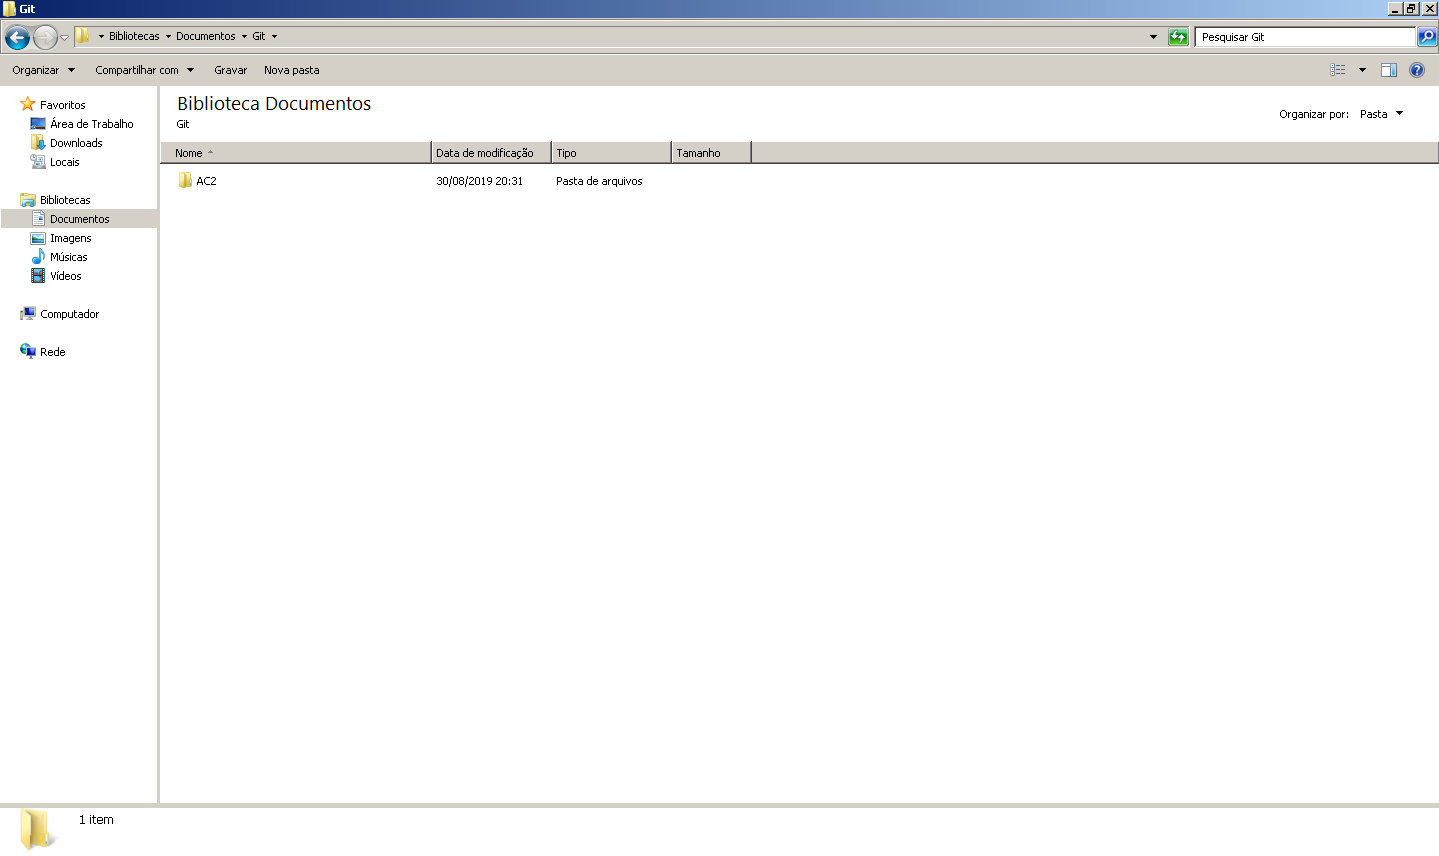 Git
Bibliotecas Documentos Git
Pesquisar Git
Organizar Compartilhar com Gravar Nova pasta
Favoritos
Área de Trabalho
Downloads
Locais
Bibliotecas
Documentos
Imagens
Músicas
Vídeos
Computador
Rede
Biblioteca Documentos
Git
Organizar por: Pasta
Nome Data de modificação Tipo Tamanho
AC2 30/08/2019 20:31 Pasta de arquivos
1 item